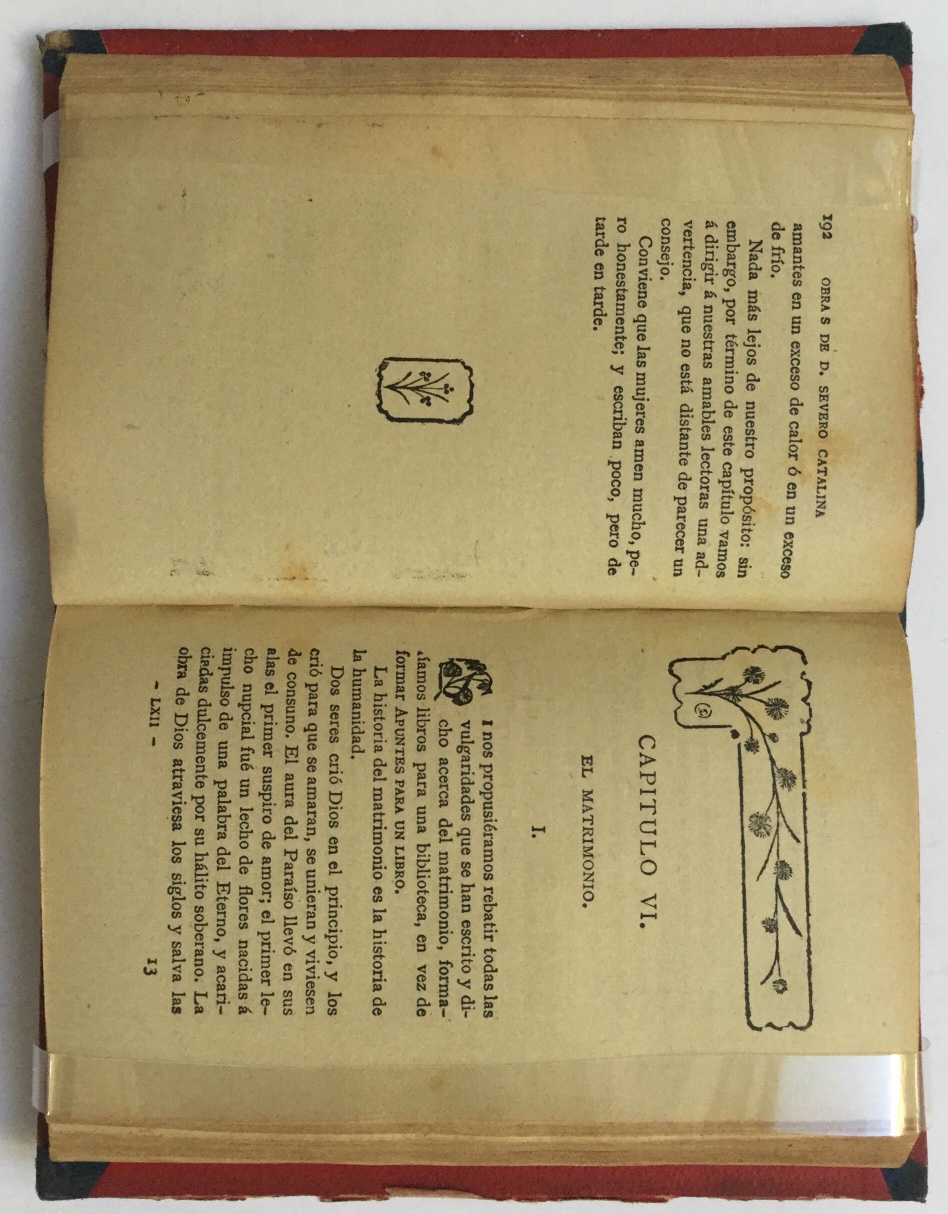 192 OBRAS DE D. SEVERO CATALINA
amantes en un exceso de calor ó en un exceso
de frío.
Nada más lejos de nuestro propósito: sin
embargo, por término de este capítulo vamos
á dirigir á nuestras amables lectoras una ad-
vertencia, que no está distante de parecer un
consejo.
Conviene que las mujeres amen mucho, pe-
ro honestamente; y escriban poco, pero de
tarde en tarde.
CAPITULO VI.
EL MATRIMONIO.
I.
I nos propusiéramos rebatir todas las
vulgaridades que se han escrito y di-
cho acerca del matrimonio, forma-
ríamos libros para una biblioteca, en vez de
formar APUNTES PARA UN LIBRO.
La historia del matrimonio es la historia de
la humanidad.
Dos seres crió Dios en el principio, y los
crió para que se amaran, se unieran y viviesen
de consuno. El aura del Paraíso llevó en sus
alas el primer suspiro de amor; el primer le-
cho nupcial fué un lecho de flores nacidas á
impulso de una palabra del Eterno, y acari-
ciadas dulcemente por su hálito soberano. La
obra de Dios atraviesa los siglos y salva las
— LXII — 13